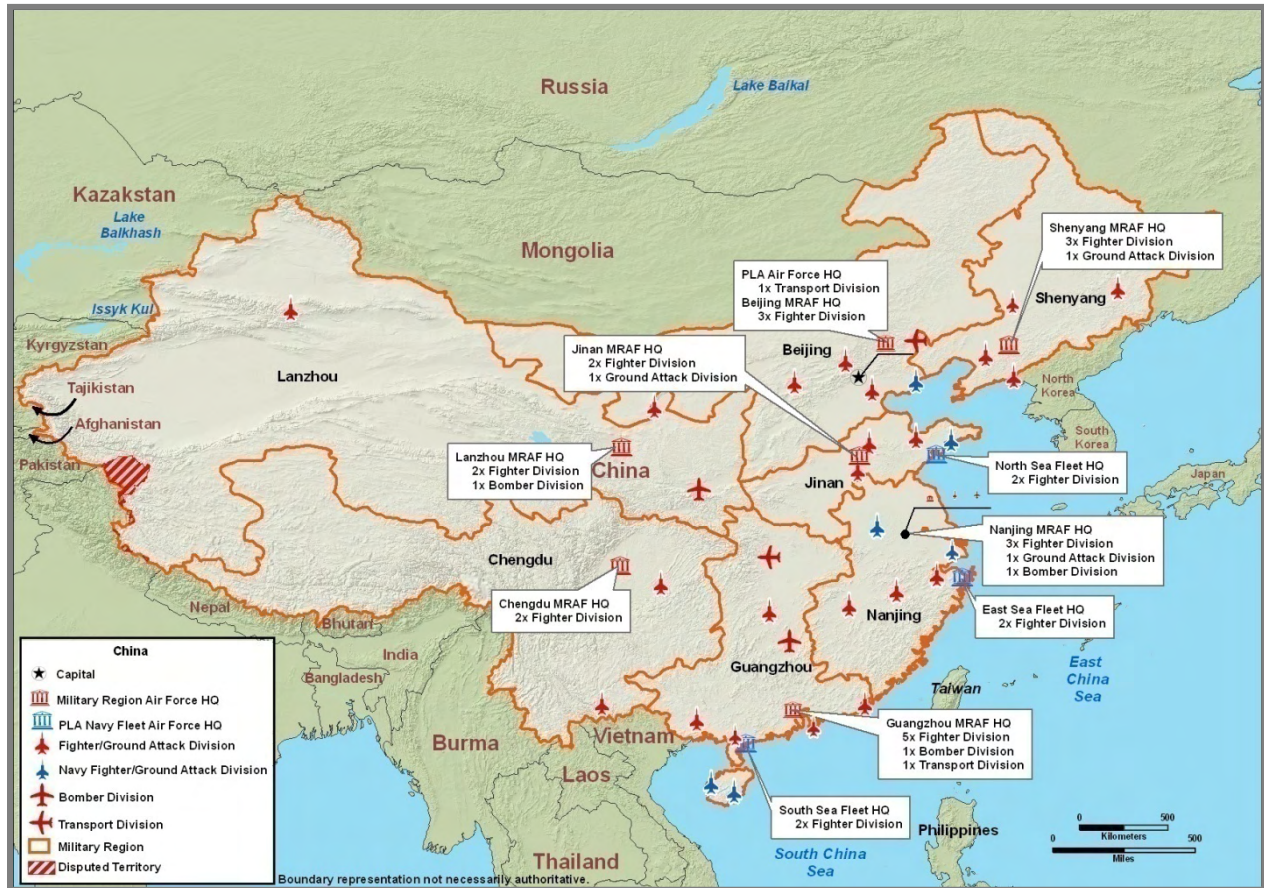 Russia
Lake Baikal
Kazakstan
Lake
Balkhash
Mongolia
Issyk Kul
Kyrgyzstan
Tajikistan
Afghanistan
Pakistan
Shenyang MRAF HQ
3x Fighter Division
1x Ground Attack Division
Shenyang
PLA Air Force HQ
1x Transport Division
Beijing MRAF HQ
3x Fighter Division
Beijing
Jinan MRAF HQ
2x Fighter Division
1x Ground Attack Division
Lanzhou
North
Korea
South
Korea
Japan
Lanzhou MRAF HQ
2x Fighter Division
1x Bomber Division
China
Jinan
North Sea Fleet HQ
2x Fighter Division
Nanjing MRAF HQ
3x Fighter Division
1x Ground Attack Division
1x Bomber Division
Chengdu
Chengdu MRAF HQ
2x Fighter Division
Nanjing
East Sea Fleet HQ
2x Fighter Division
Nepal
Bhutan
India
Bangladesh
Guangzhou
East
China
Sea
Taiwan
Burma
Vietnam
Laos
Guangzhou MRAF HQ
5x Fighter Division
1x Bomber Division
1x Transport Division
South Sea Fleet HQ
2x Fighter Division
Philippines
South China
Sea
Thailand
0
500
Kilometers
0
500
Miles
China
Capital
Military Region Air Force HQ
PLA Navy Fleet Air Force HQ
Fighter/Ground Attack Division
Navy Fighter/Ground Attack Division
Bomber Division
Transport Division
Military Region
Disputed Territory
Boundary representation not necessarily authoritative.